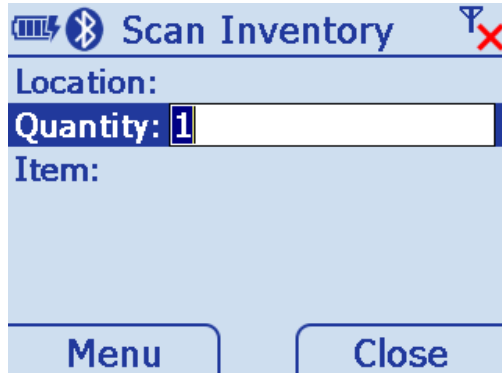 Scan Inventory
Location:
Quantity: 1
Item:
Menu Close